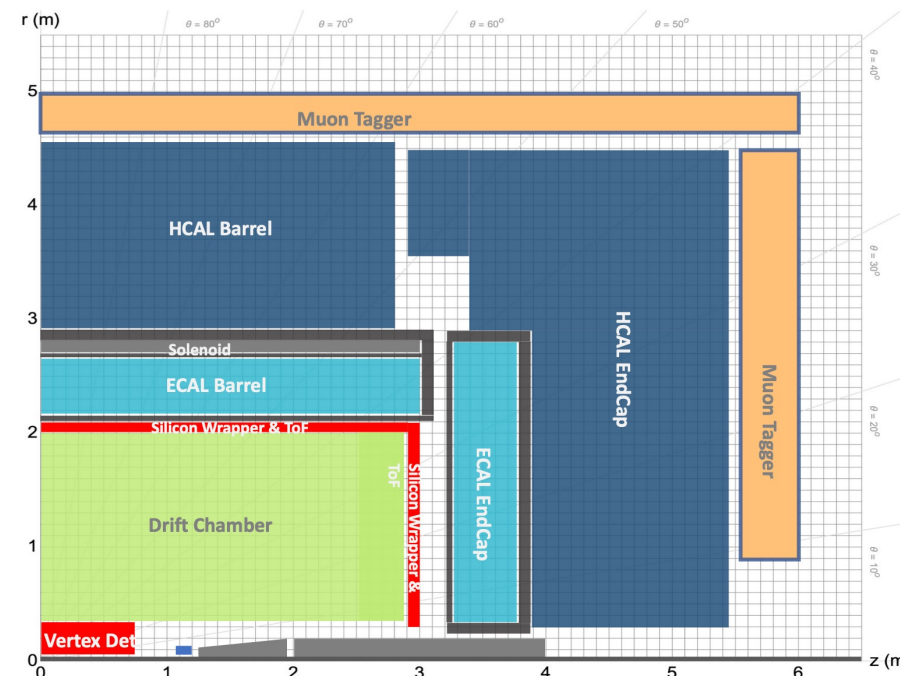 r (m)
θ = 80°
θ = 70°
θ = 60°
θ = 50°
θ = 40°
5
Muon Tagger
4
HCAL Barrel
θ = 30°
3
HCAL EndCap
Solenoid
ECAL Barrel
Muon Tagger
2
Silicon Wrapper & ToF
θ = 20°
ToF
Silicon Wrapper &
ECAL EndCap
Drift Chamber
1
θ = 10°
Vertex Det
0
z (m
0
1
2
3
4
5
6